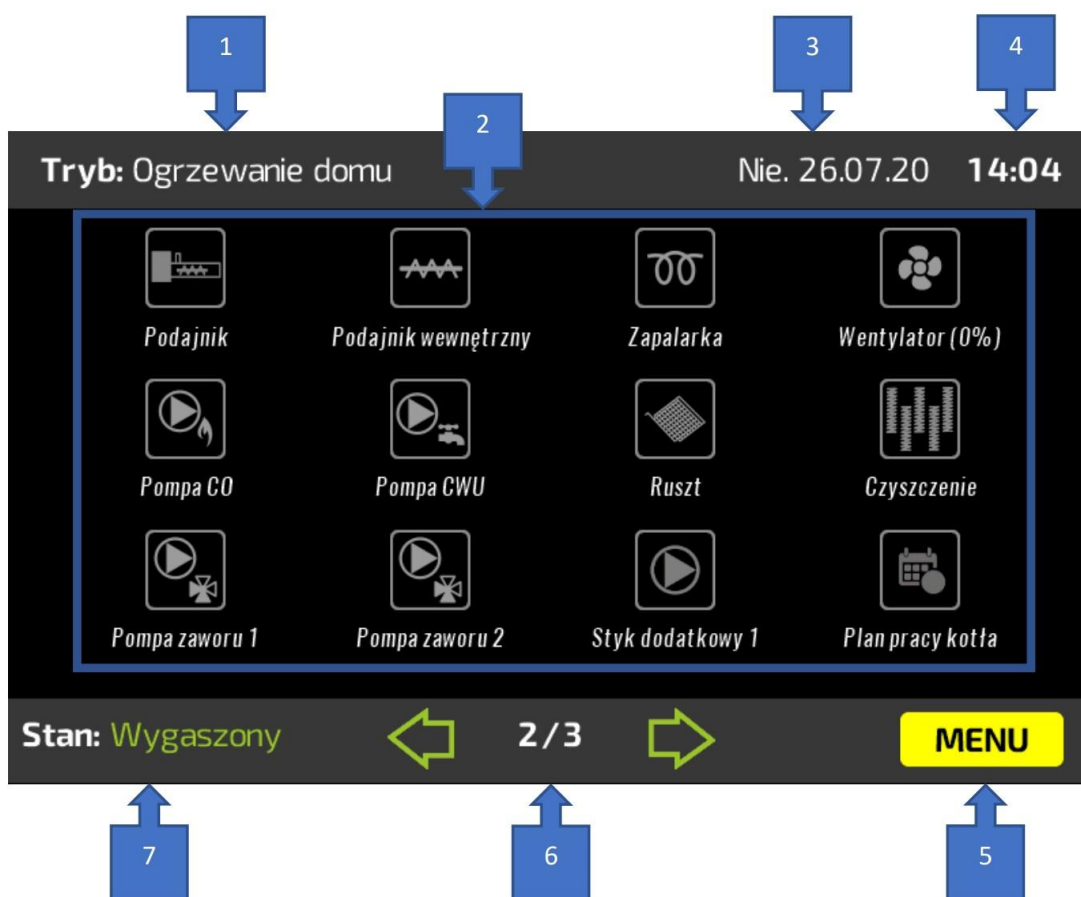 1
3
4
2
Tryb: Ogrzewanie domu
Nie. 26.07.20
14:04
Podajnik
Podajnik wewnętrzny
Zapalarka
Wentylator (0%)
Pompa CO
Pompa CWU
Ruszt
Czyszczenie
Pompa zaworu 1
Pompa zaworu 2
Styk dodatkowy 1
Plan pracy kotła
Stan: Wygaszony
2/3
MENU
7
6
5